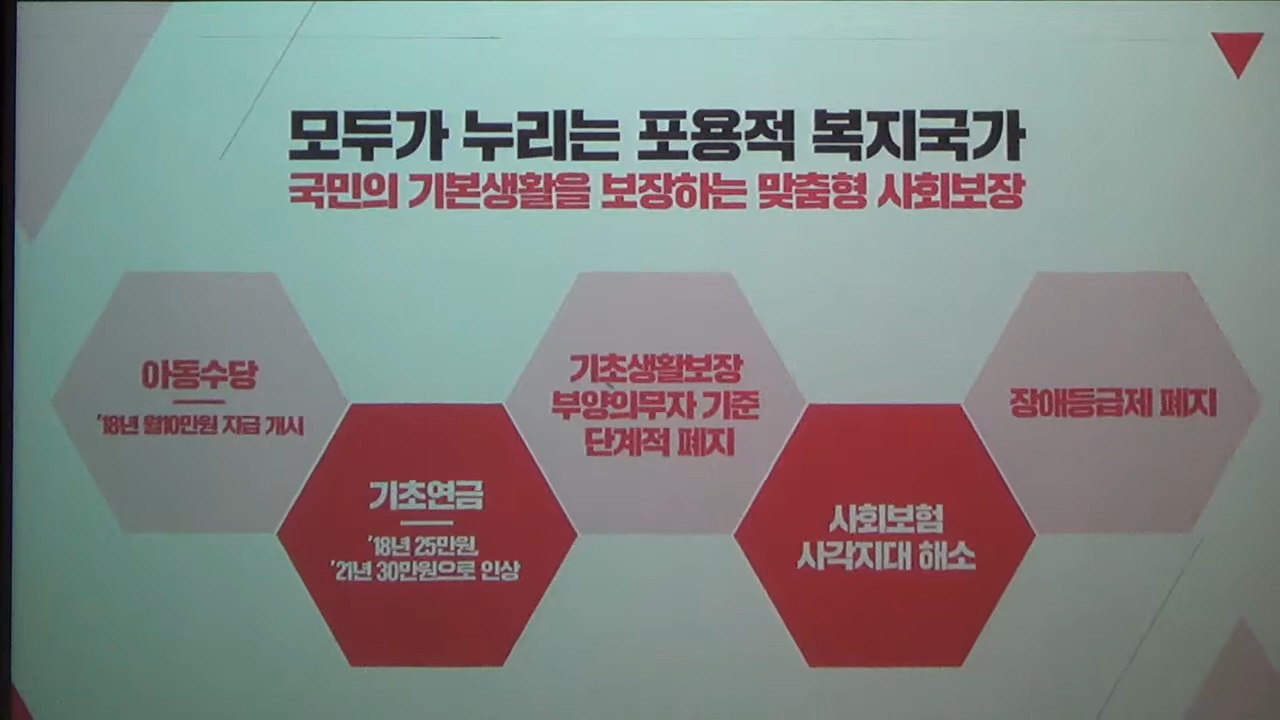 모두가 누리는 포용적 복지국가
국민의 기본생활을 보장하는 맞춤형 사회보장
아동수당
'18년 월10만원 지급 개시
기초연금
'18년 25만원,
'21년 30만원으로 인상
기초생활보장
부양의무자 기준
단계적 폐지
사회보험
사각지대 해소
장애등급제 폐지